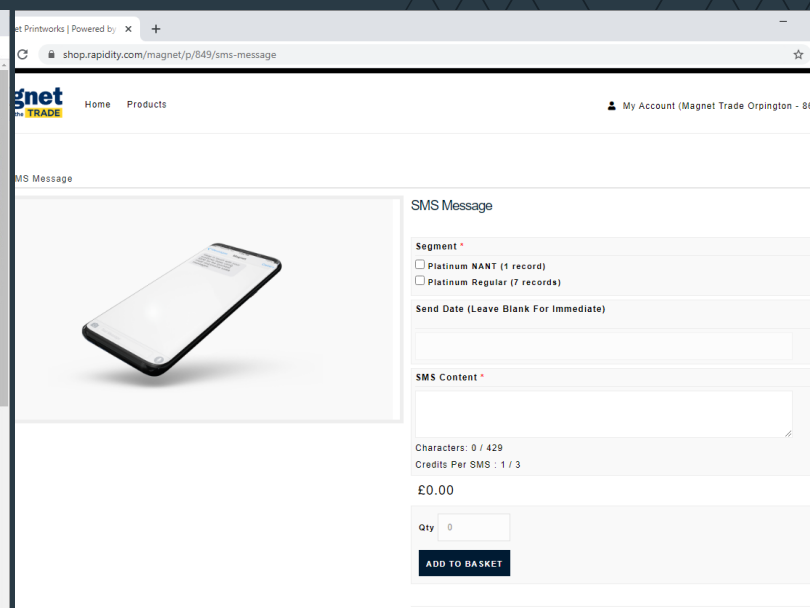 et Printworks | Powered by
shop.rapidity.com/magnet/p/849/sms-message
gnet
the TRADE
Home
Products
My Account (Magnet Trade Orpington - 86
MS Message
SMS Message
Segment *
Platinum NANT (1 record)
Platinum Regular (7 records)
Send Date (Leave Blank For Immediate)
SMS Content *
Characters: 0 / 429
Credits Per SMS : 1 / 3
£0.00
Qty 0
ADD TO BASKET